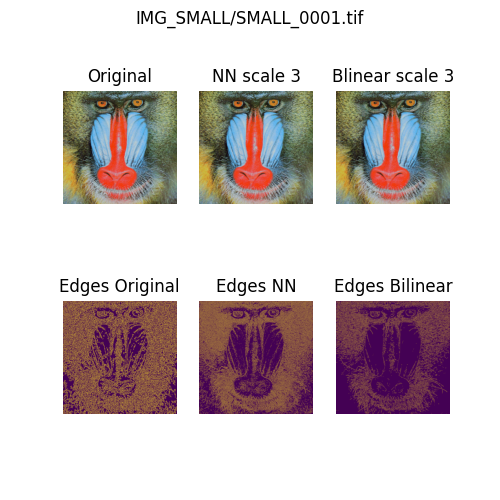 IMG_SMALL/SMALL_0001.tif
Original NN scale 3 Blinear scale 3
Edges Original Edges NN Edges Bilinear